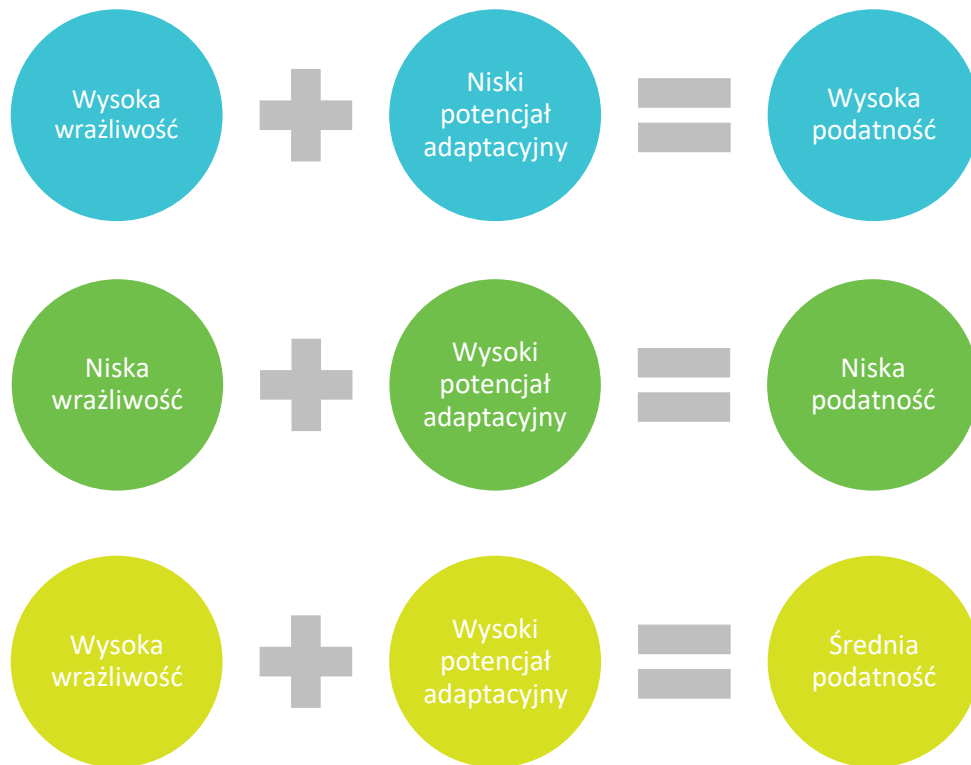 Wysoka
wrażliwość
Niski
potencjał
adaptacyjny
Wysoka
podatność
Niska
wrażliwość
Wysoki
potencjał
adaptacyjny
Niska
podatność
Wysoka
wrażliwość
Wysoki
potencjał
adaptacyjny
Średnia
podatność